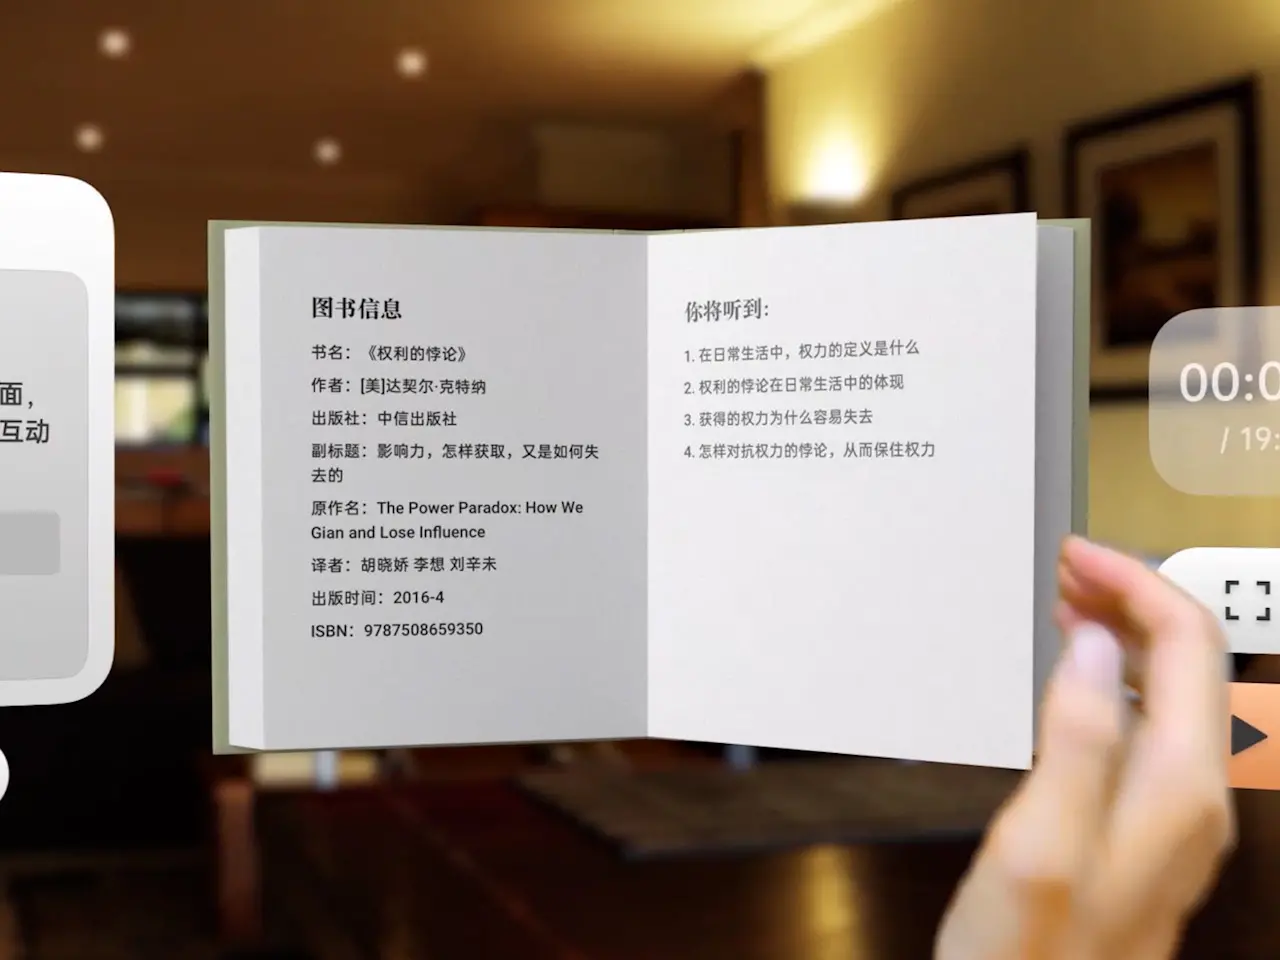 面，
互动
图书信息
书名：《权利的悖论》
作者：[美]达契尔·克特纳
出版社：中信出版社
副标题：影响力，怎样获取，又是如何失
去的
原作名：The Power Paradox: How We
Gian and Lose Influence
译者：胡晓娇 李想 刘辛未
出版时间：2016-4
ISBN：9787508659350
你将听到：
1. 在日常生活中，权力的定义是什么
2. 权利的悖论在日常生活中的体现
3. 获得的权力为什么容易失去
4. 怎样对抗权力的悖论，从而保住权力
00:0
/ 19: